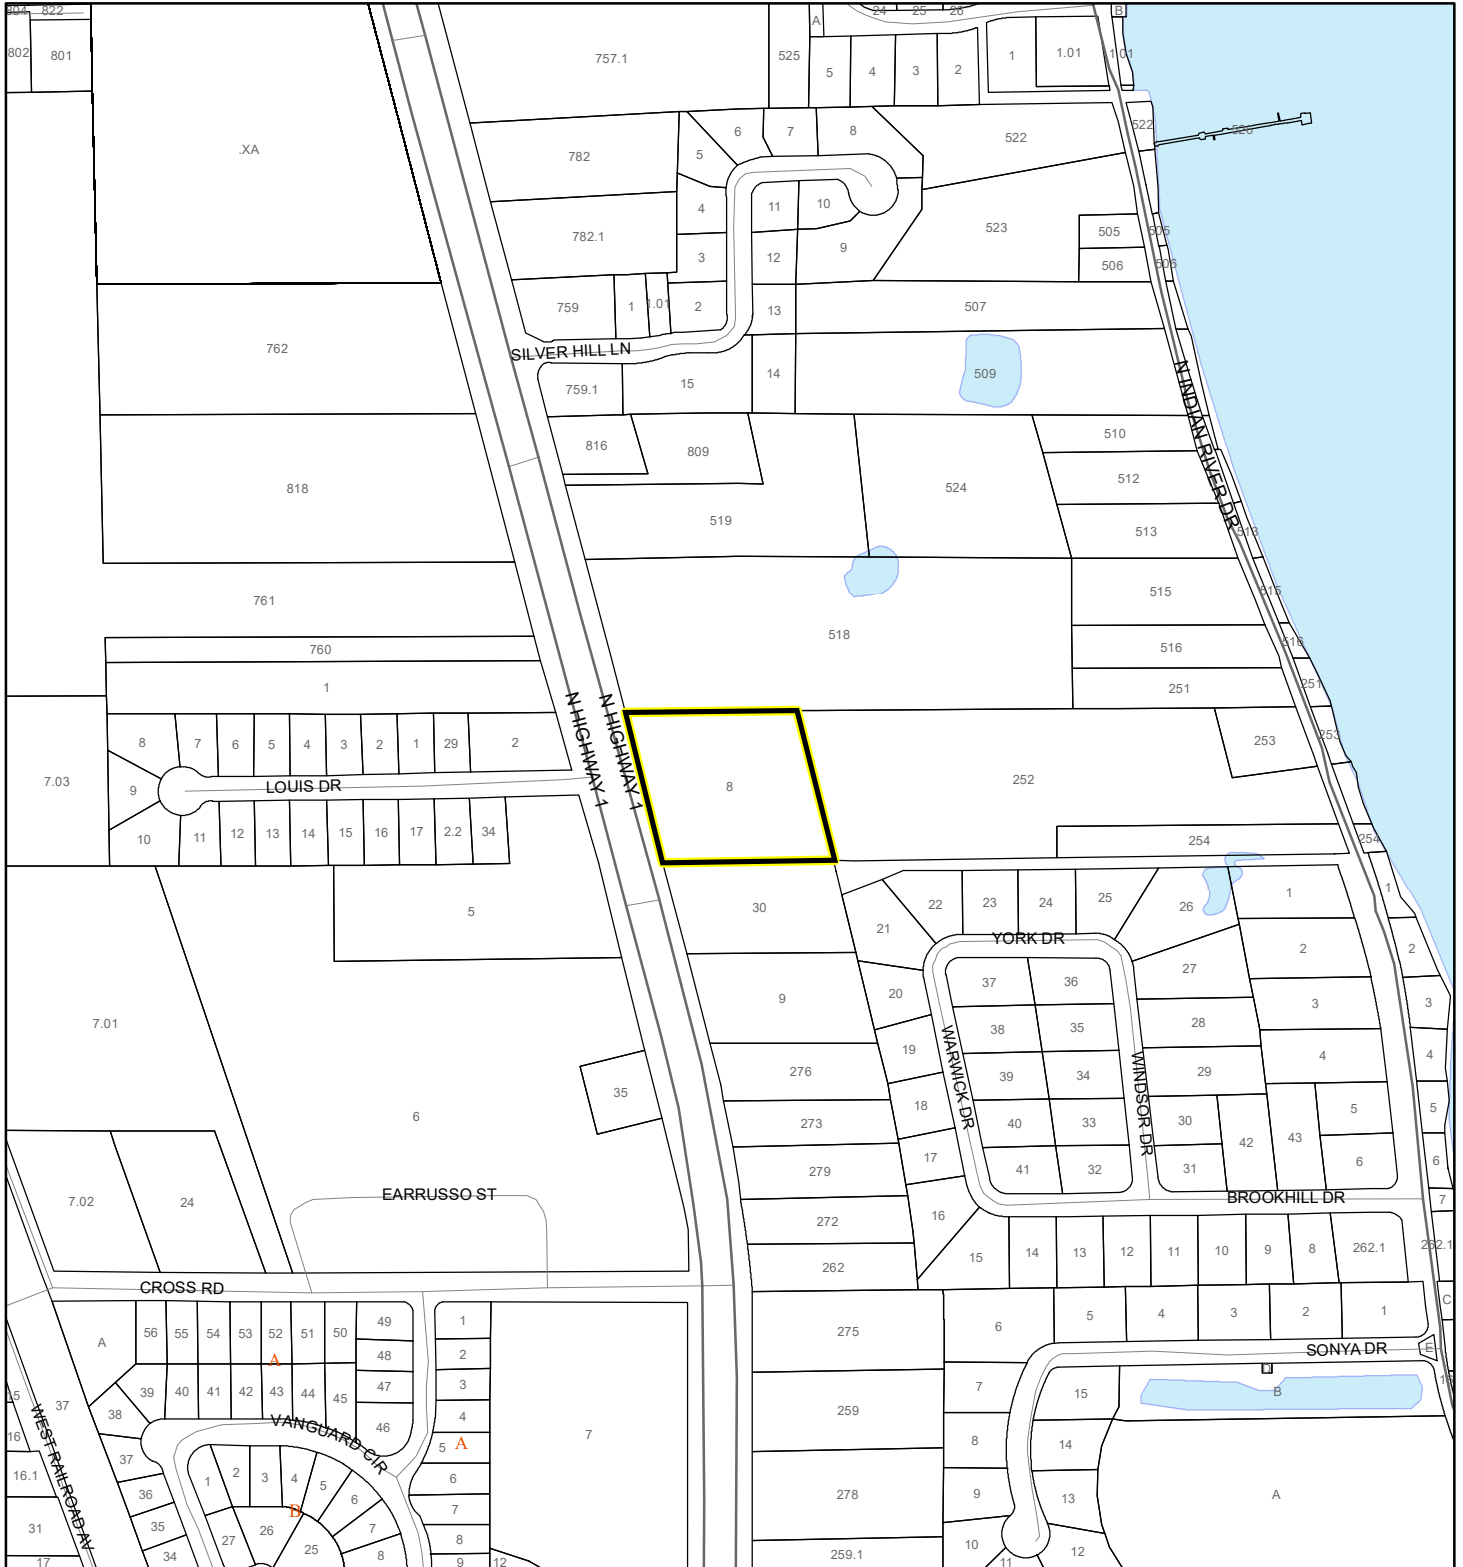 804 822
802 801
.XA
757.1
525
A
24 25 26
B
5 4 3 2
1 1.01 1.01
782
782.1
5 6 7 8
4 11 10
3 12 9
759 1 1.01 2 13
522 522 526
523
505 505
506 506
507
SILVER HILL LN
759.1 15 14
509
762
N INDIAN RIVER DR
816 809
524
510
512
513 513
818
519
761
518
515 515
760
1
516 516
251 251
N HIGHWAY 1
N HIGHWAY 1
8 7 6 5 4 3 2 1 29 2
7.03
9
LOUIS DR
10 11 12 13 14 15 16 17 2.2 34
8
252
253 253
254 254
5
30
21 22 23 24 25 26
1 1
YORK DR
2 2
9
20 37 36 27
3 3
7.01
19 38 35 28
WARWICK DR
WINDSOR DR
4 4
276
39 34 29
35
6
273
18 40 33 30 42 43 5 5
279
17 41 32 31 6 6
7.02 24
EARRUSSO ST
BROOKHILL DR
7
272
16
262
15 14 13 12 11 10 9 8 262.1 262.1
CROSS RD
C
A 56 55 54 53 52 51 50 49 1
A
48 2
275
6 5 4 3 2 1
SONYA DR
E
39 40 41 42 43 44 45 47 3
37
38
46 4
259
7 15
D
B
WEST RAILROAD AV
16
VANGUARD CIR
5 A
7
8 14
16.1
37
36
1 2 3 4 5 6
6
7
278
9 13
A
B
31
35
27 26 25 7
8
17
34
8
9 12
259.1
10 11 12